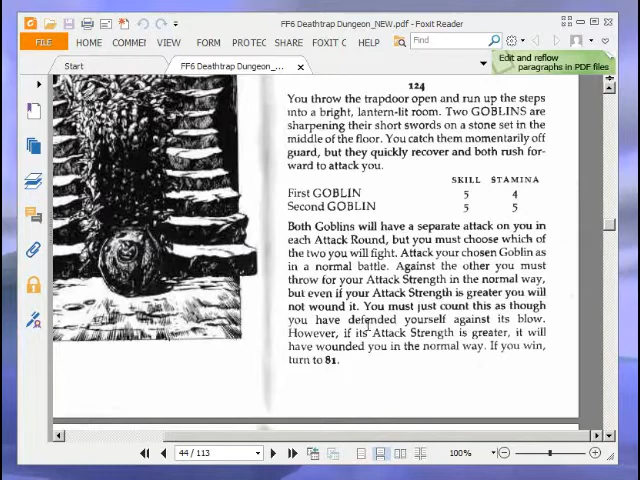 FF6 Deathtrap Dungeon_NEW.pdf - Foxit Reader
FILE HOME COMMEN VIEW FORM PROTEC SHARE FOXIT C HELP Find
Start FF6 Deathtrap Dungeon_... Edit and reflow
paragraphs in PDF files
124
You throw the trapdoor open and run up the steps
into a bright, lantern-lit room. Two GOBLINS are
sharpening their short swords on a stone set in the
middle of the floor. You catch them momentarily off
guard, but they quickly recover and both rush for-
ward to attack you.
SKILL STAMINA
First GOBLIN 5 4
Second GOBLIN 5 5
Both Goblins will have a separate attack on you in
each Attack Round, but you must choose which of
the two you will fight. Attack your chosen Goblin as
in a normal battle. Against the other you must
throw for your Attack Strength in the normal way,
but even if your Attack Strength is greater you will
not wound it. You must just count this as though
you have defended yourself against its blow.
However, if its Attack Strength is greater, it will
have wounded you in the normal way. If you win,
turn to 81.
44 / 113 100%